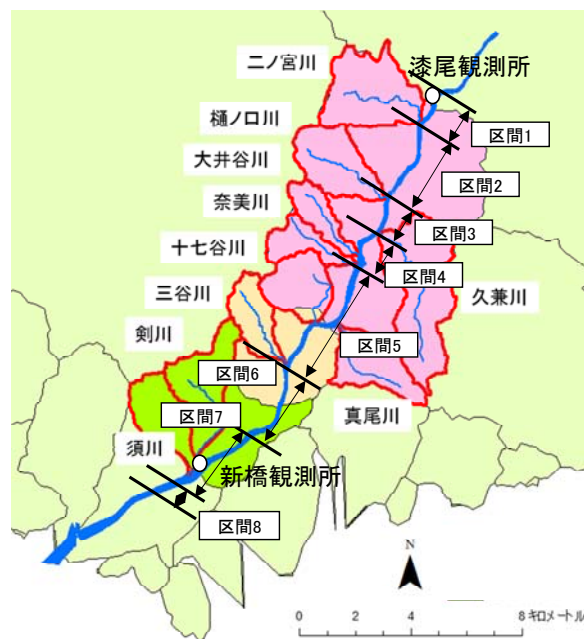 二ノ宮川
漆尾観測所
樋ノ口川
区間1
大井谷川
区間2
奈美川
区間3
十七谷川
区間4
久兼川
三谷川
剣川
区間5
区間6
真尾川
区間7
須川
新橋観測所
区間8
N
0 2 4 8 キロメートル